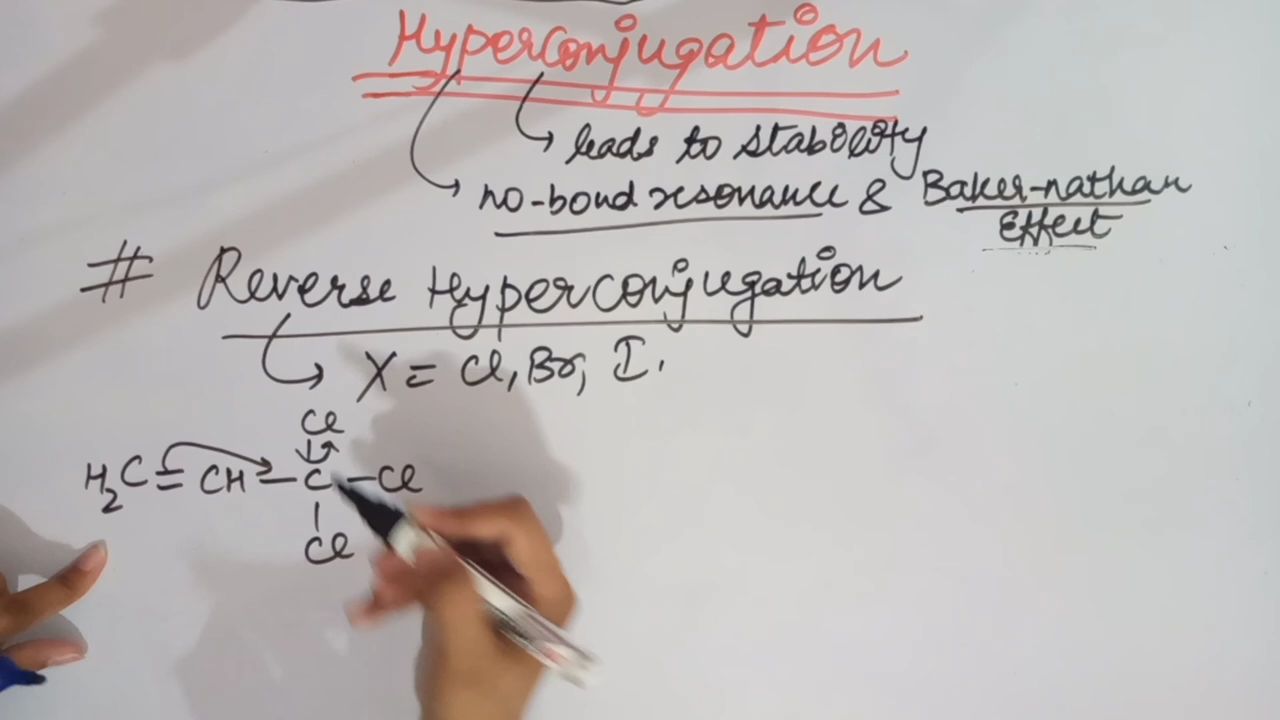 Hyperconjugation
leads to stability
no-bond resonance & Baker-nathan
Effect
# Reverse Hyperconjugation
X = Cl, Br, I.
Cl
H2C = CH - C - Cl
Cl